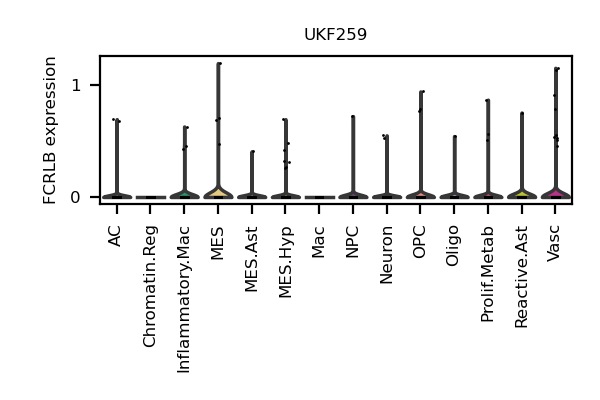 UKF259
FCRLB expression
1
0
AC
Chromatin.Reg
Inflammatory.Mac
MES
MES.Ast
MES.Hyp
Mac
NPC
Neuron
OPC
Oligo
Prolif.Metab
Reactive.Ast
Vasc